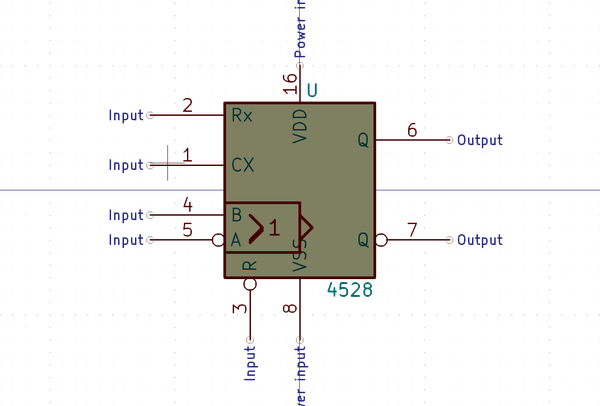 Power in
16
U
2
Rx
VDD
Input
6
Q
Output
1
CX
Input
4
B
Input
5
A
Input
1
7
Q
Output
R
VSS
4528
3
8
Input
wer input